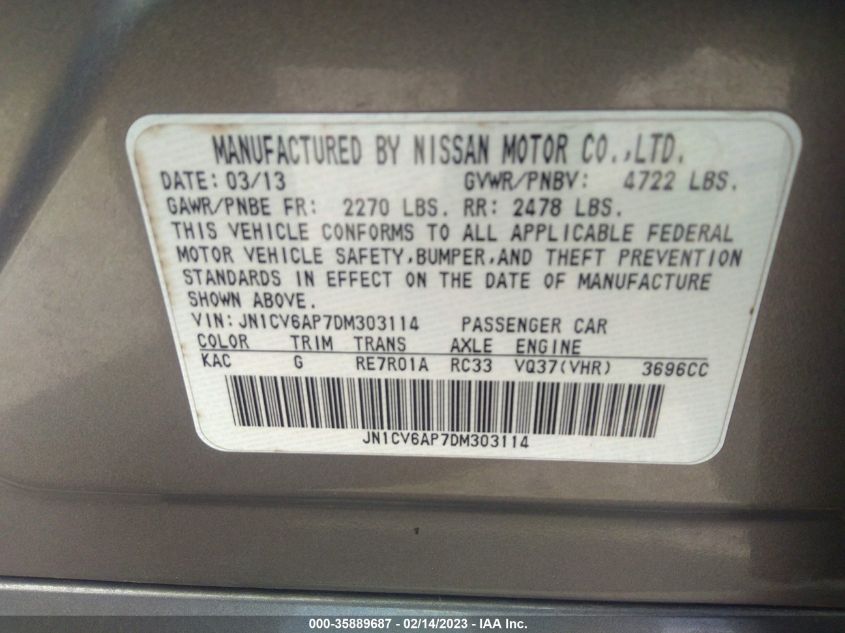 MANUFACTURED BY NISSAN MOTOR CO.,LTD.
DATE: 03/13 GVWR/PNBV: 4722 LBS.
GAWR/PNBE FR: 2270 LBS. RR: 2478 LBS.
THIS VEHICLE CONFORMS TO ALL APPLICABLE FEDERAL
MOTOR VEHICLE SAFETY,BUMPER,AND THEFT PREVENTION
STANDARDS IN EFFECT ON THE DATE OF MANUFACTURE
SHOWN ABOVE.
VIN:JN1CV6AP7DM303114 PASSENGER CAR
COLOR TRIM TRANS AXLE ENGINE
KAC G RE7R01A RC33 VQ37(VHR) 3696CC
JN1CV6AP7DM303114
000-35889687 - 02/14/2023 - IAA Inc.